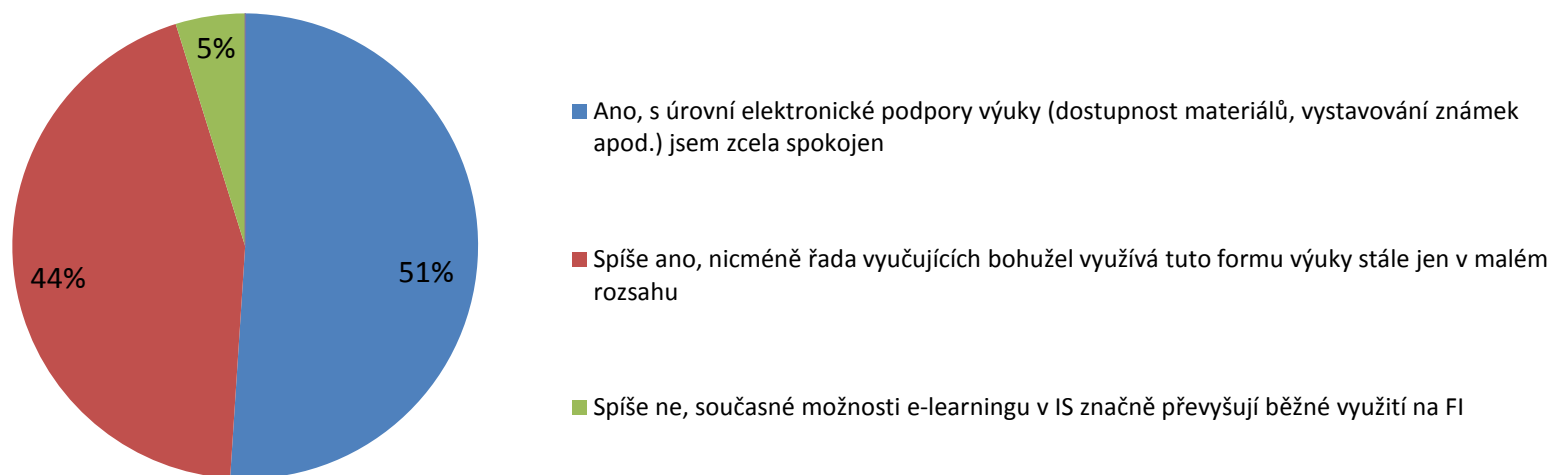 5%
44%
51%
Ano, s úrovní elektronické podpory výuky (dostupnost materiálů, vystavování známek
apod.) jsem zcela spokojen
Spíše ano, nicméně řada vyučujících bohužel využívá tuto formu výuky stále jen v malém
rozsahu
Spíše ne, současné možnosti e-learningu v IS značně převyšují běžné využití na FI